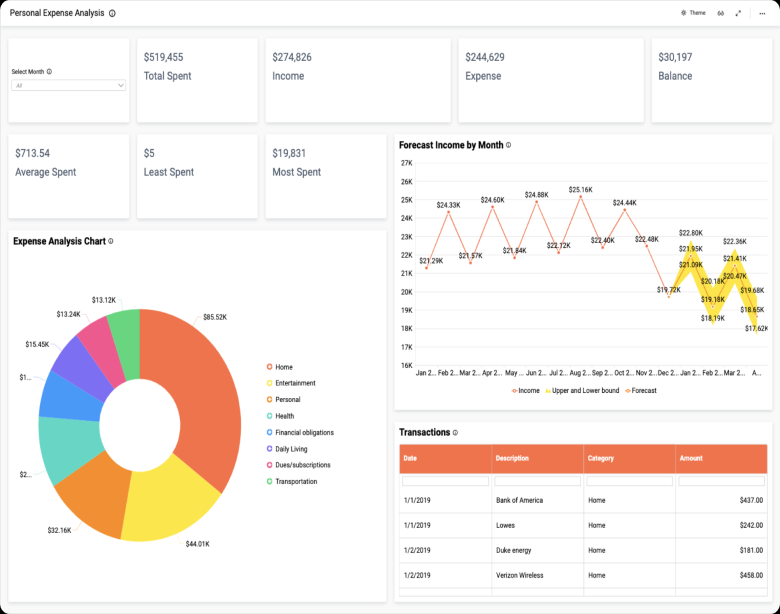 Personal Expense Analysis
Theme
Select Month
All
$519,455
Total Spent
$274,826
Income
$244,629
Expense
$30,197
Balance
$713.54
Average Spent
$5
Least Spent
$19,831
Most Spent
Expense Analysis Chart
$13.12K
$13.24K
$15.45K
$1...
$2...
$32.16K
$44.01K
$85.52K
Home
Entertainment
Personal
Health
Financial obligations
Daily Living
Dues/subscriptions
Transportation
Forecast Income by Month
27K
26K
25K
24K
23K
22K
21K
20K
19K
18K
17K
16K
$21.29K
$24.33K
$21.57K
$24.60K
$21.84K
$24.88K
$22.12K
$25.16K
$22.40K
$24.44K
$22.48K
$19.72K
$22.80K
$21.95K
$21.09K
$20.18K
$19.18K
$18.19K
$22.36K
$21.41K
$20.47K
$19.68K
$18.65K
$17.62K
Jan 2... Feb 2... Mar 2... Apr 2... May ... Jun 2... Jul 2... Aug 2... Sep 2... Oct 2... Nov 2... Dec 2... Jan 2... Feb 2... Mar 2... A...
Income Upper and Lower bound Forecast
Transactions
Date Description Category Amount
1/1/2019 Bank of America Home $437.00
1/1/2019 Lowes Home $242.00
1/2/2019 Duke energy Home $181.00
1/2/2019 Verizon Wireless Home $458.00